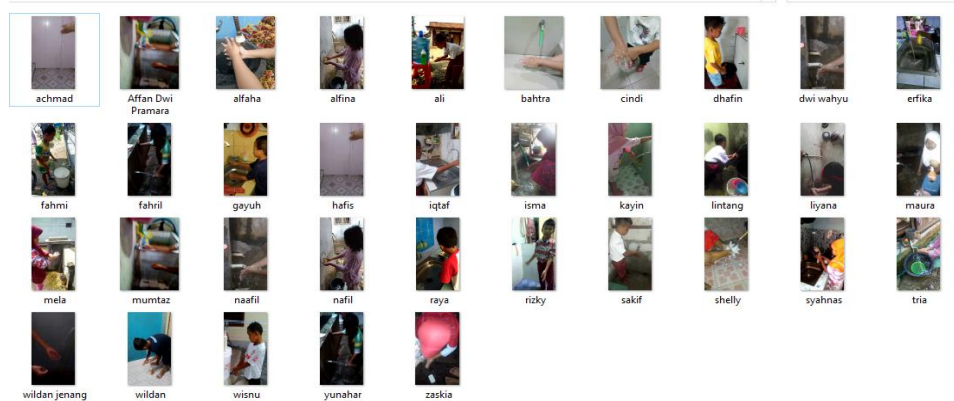 achmad
Affan Dwi
Pramara
alfaha
alfina
ali
bahtra
cindi
dhafin
dwi wahyu
erfika
fahmi
fahril
gayuh
hafis
iqtaf
isma
kayin
lintang
liyana
maura
mela
mumtaz
naafil
nafil
raya
rizky
sakif
shelly
syahnas
tria
wildan jenang
wildan
wisnu
yunahar
zaskia